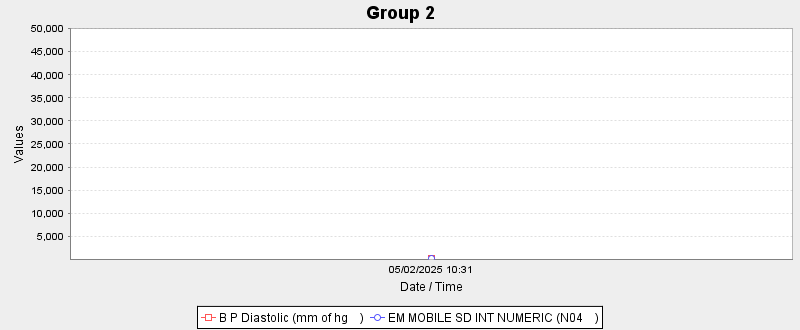 Group 2
50,000
45,000
40,000
35,000
30,000
25,000
20,000
15,000
10,000
5,000
Values
05/02/2025 10:31
Date / Time
B P Diastolic (mm of hg    ) EM MOBILE SD INT NUMERIC (N04    )